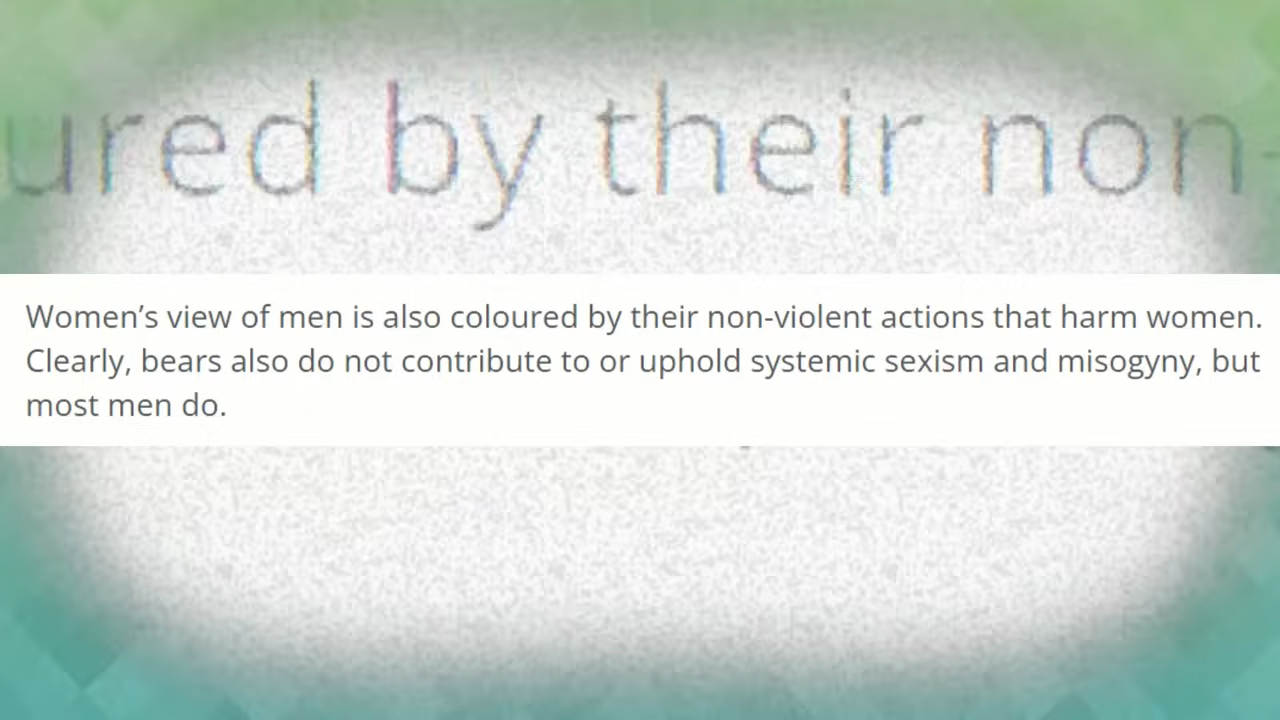 ured by their non-
Women’s view of men is also coloured by their non-violent actions that harm women.
Clearly, bears also do not contribute to or uphold systemic sexism and misogyny, but
most men do.